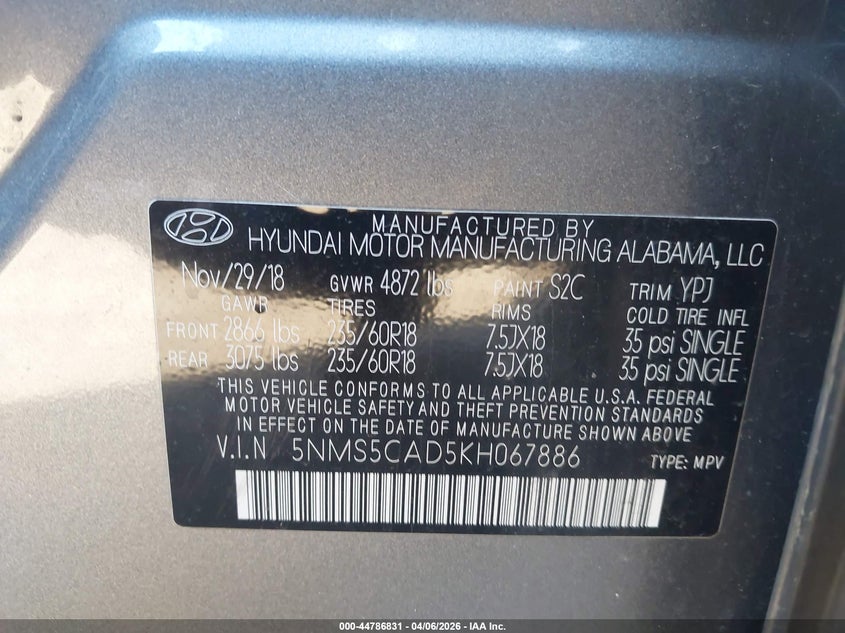 MANUFACTURED BY
HYUNDAI MOTOR MANUFACTURING ALABAMA, LLC
Nov/29/18 GVWR 4872 lbs PAINT S2C TRIM YPJ
GAWR TIRES RIMS COLD TIRE INFL
FRONT 2866 lbs 235/60R18 7.5JX18 35 psi SINGLE
REAR 3075 lbs 235/60R18 7.5JX18 35 psi SINGLE
THIS VEHICLE CONFORMS TO ALL APPLICABLE U.S.A. FEDERAL
MOTOR VEHICLE SAFETY AND THEFT PREVENTION STANDARDS
IN EFFECT ON THE DATE OF MANUFACTURE SHOWN ABOVE.
V.I.N 5NMS5CAD5KH067886 TYPE: MPV
000-44786831 - 04/06/2026 - IAA Inc.